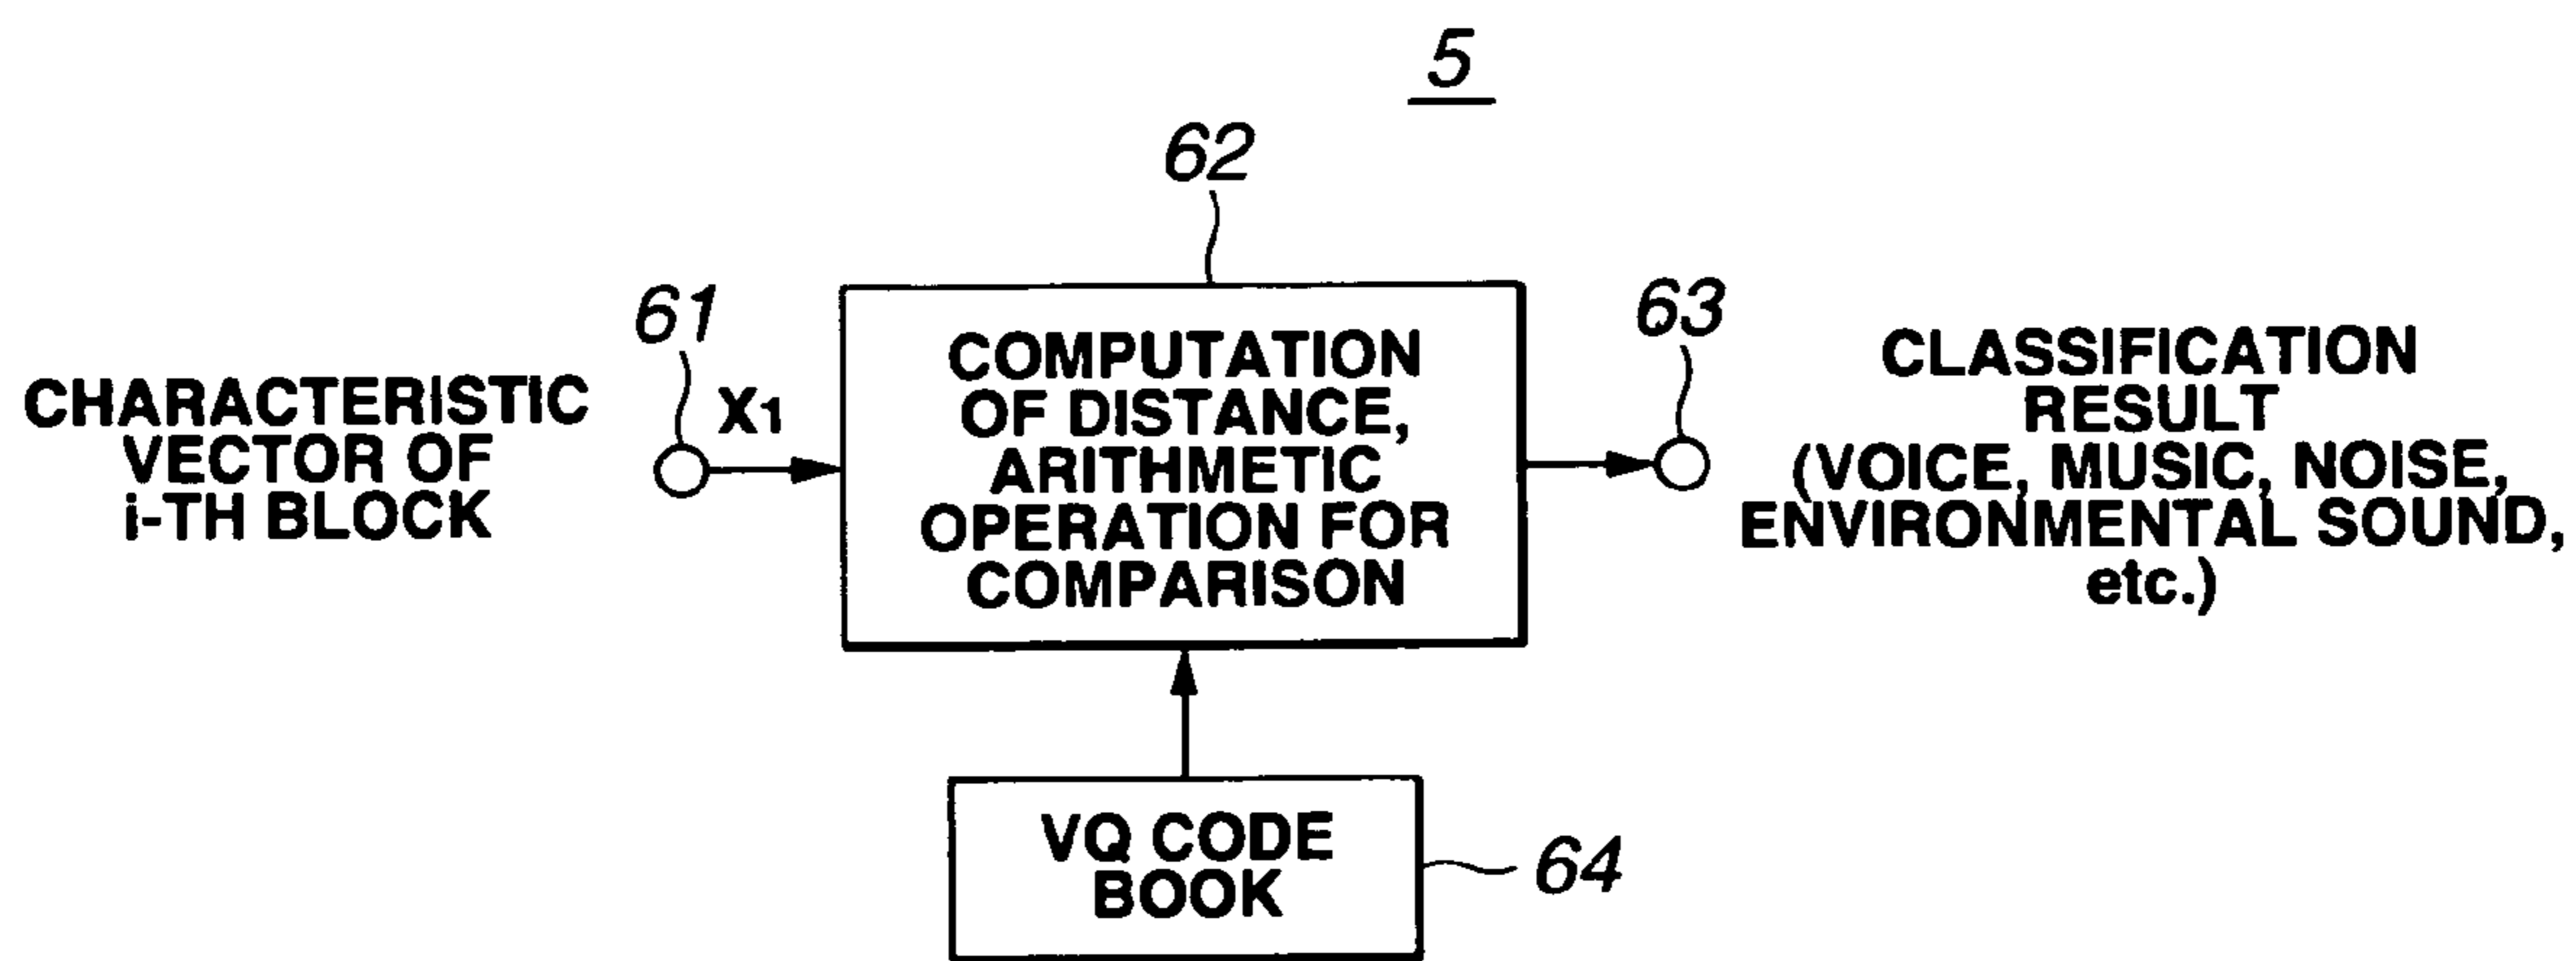 5
62
61
63
CHARACTERISTIC
VECTOR OF
i-TH BLOCK
X1
COMPUTATION
OF DISTANCE,
ARITHMETIC
OPERATION FOR
COMPARISON
CLASSIFICATION
RESULT
(VOICE, MUSIC, NOISE,
ENVIRONMENTAL SOUND,
etc.)
VQ CODE
BOOK
64